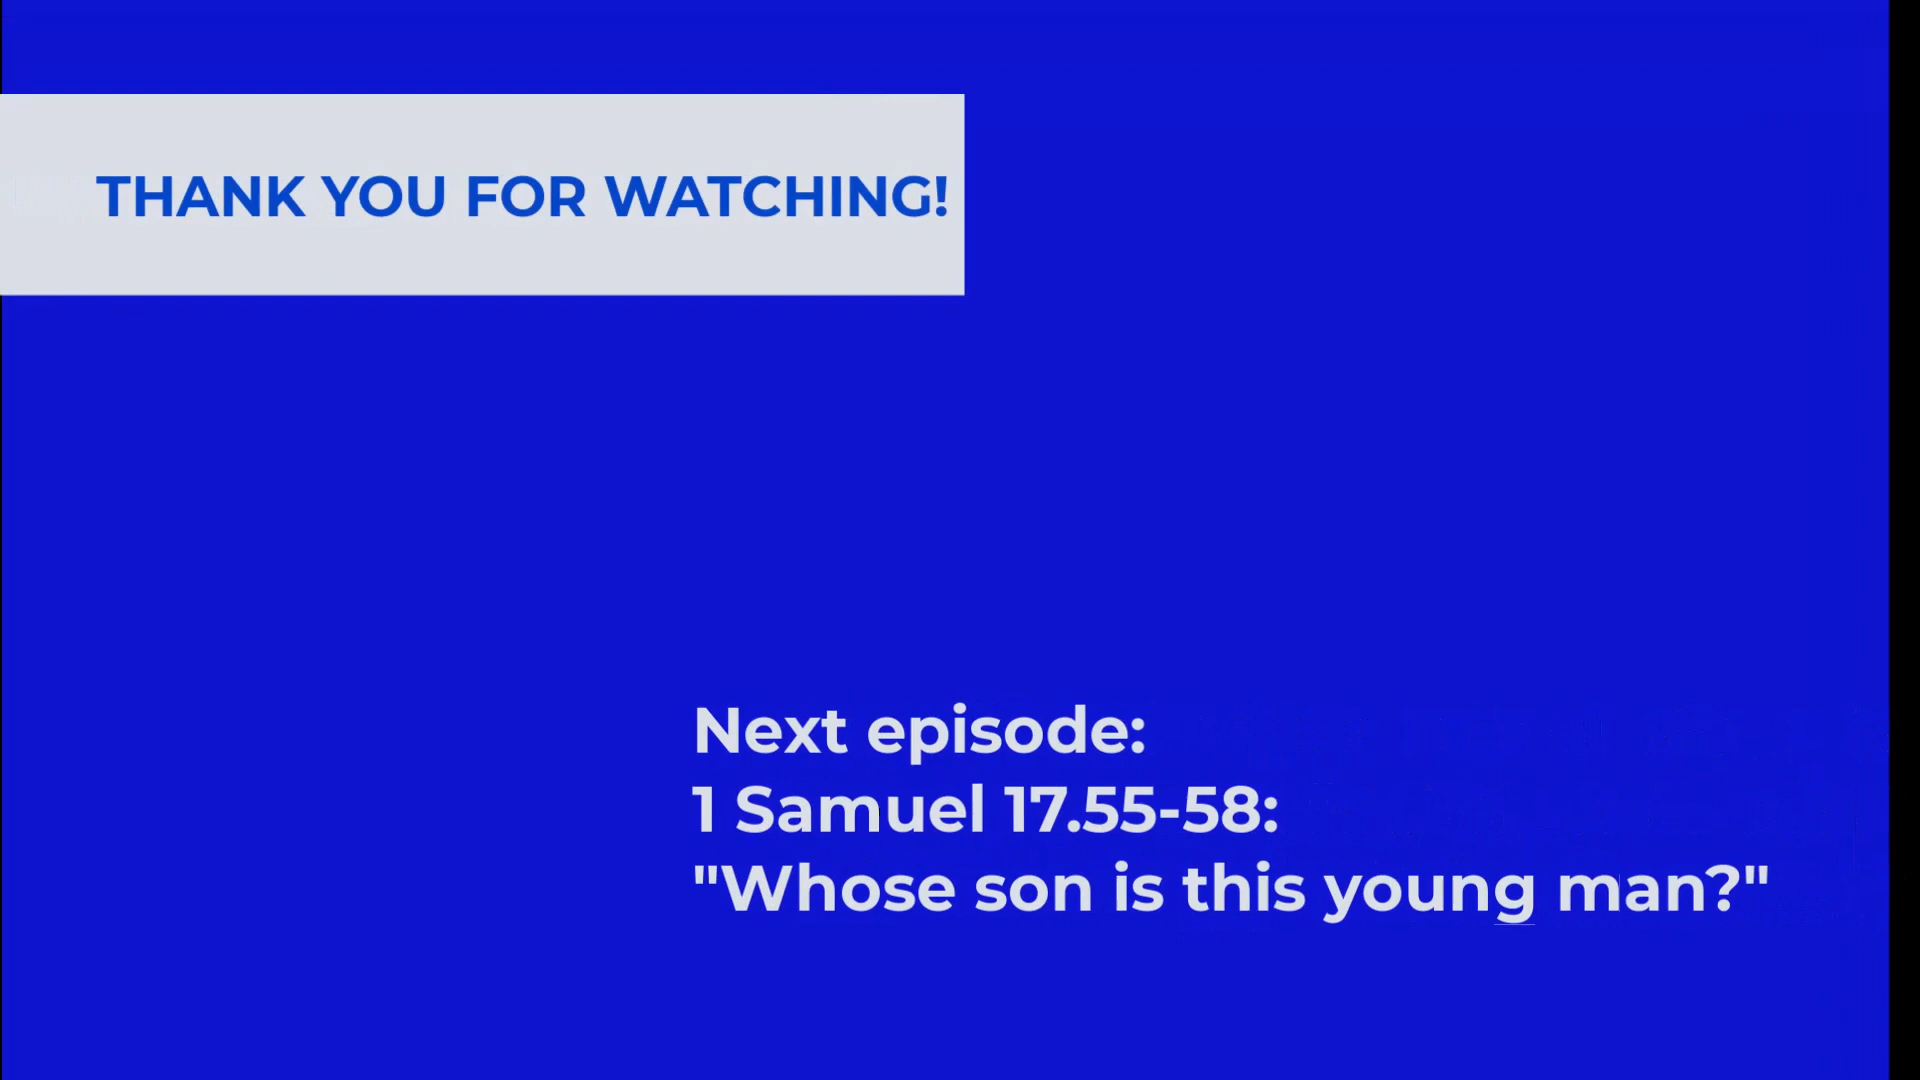 THANK YOU FOR WATCHING!
Next episode:
1 Samuel 17.55-58:
"Whose son is this young man?"